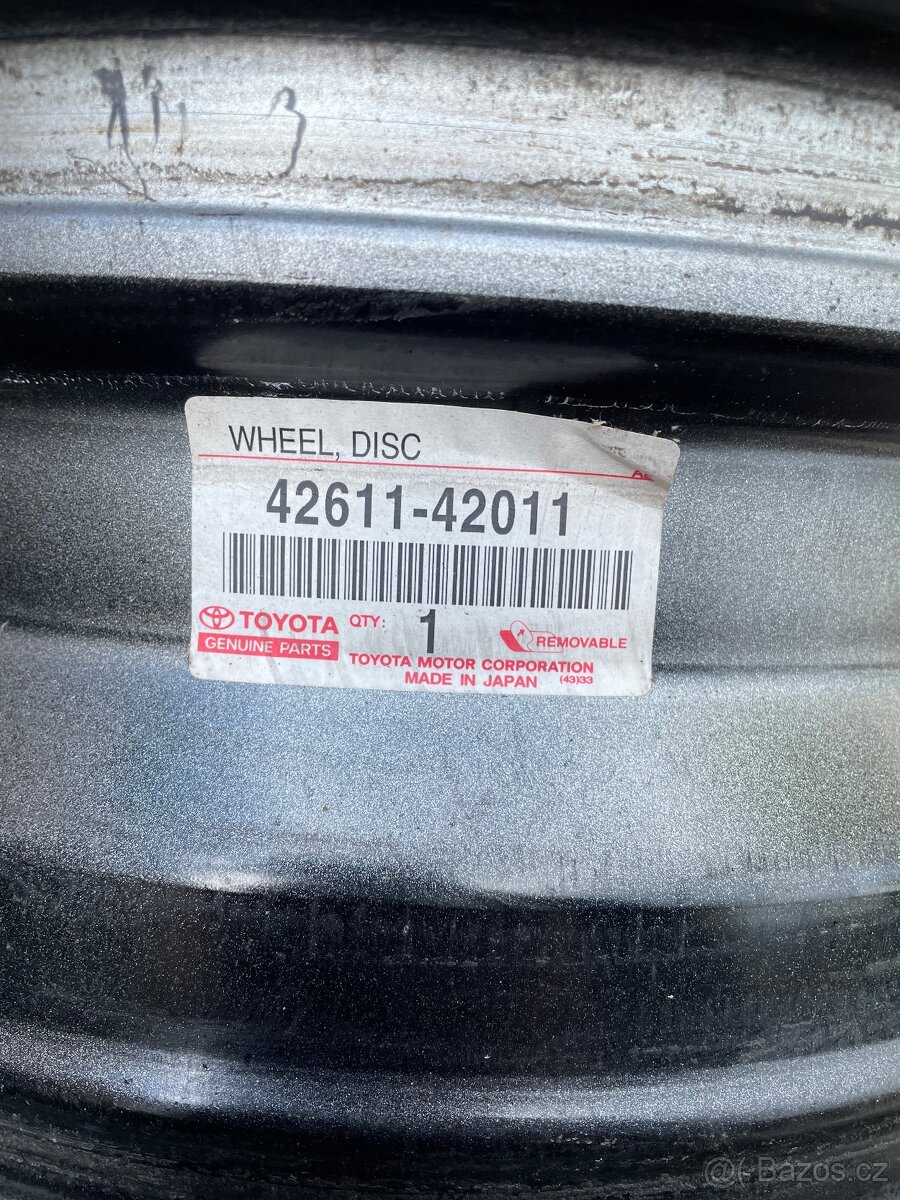 WHEEL, DISC
42611-42011
TOYOTA
GENUINE PARTS
QTY: 1
REMOVABLE
TOYOTA MOTOR CORPORATION
MADE IN JAPAN (43)33
Bazoš.cz